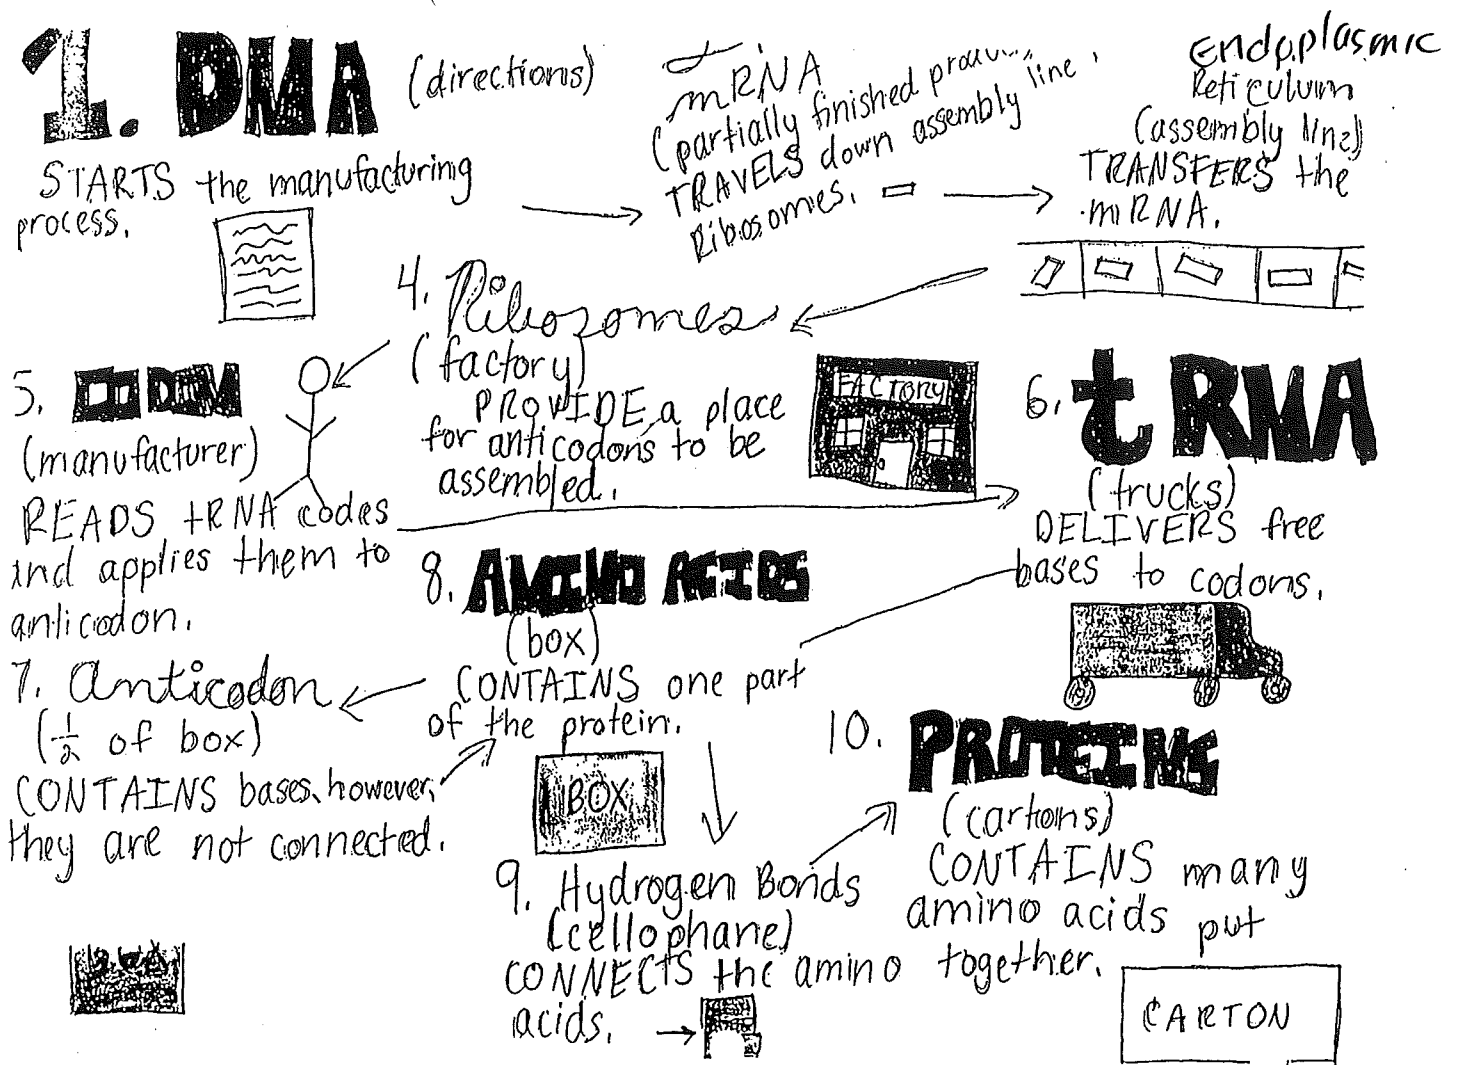 1. DNA (directions)
STARTS the manufacturing
process.
mRNA
(partially finished
TRAVELS down assembly line.
Ribosomes.
Endoplasmic
Reticulum
(assembly line)
TRANSFERS the
mRNA.
4. Ribosomes
(factory)
PROVIDE a place
for anticodons to be
assembled.
FACTORY
5. CODON
(manufacturer)
READS tRNA codes
and applies them to
anticodon.
6. tRNA
(trucks)
DELIVERS free
bases to codons.
7. Anticodon
(1/2 of box)
CONTAINS bases, however,
they are not connected.
8. AMINO ACIDS
(box)
CONTAINS one part
of the protein.
BOX
9. Hydrogen Bonds
(cellophane)
CONNECTS the amino
acids.
10. PROTEINS
(cartons)
CONTAINS many
amino acids put
together.
CARTON